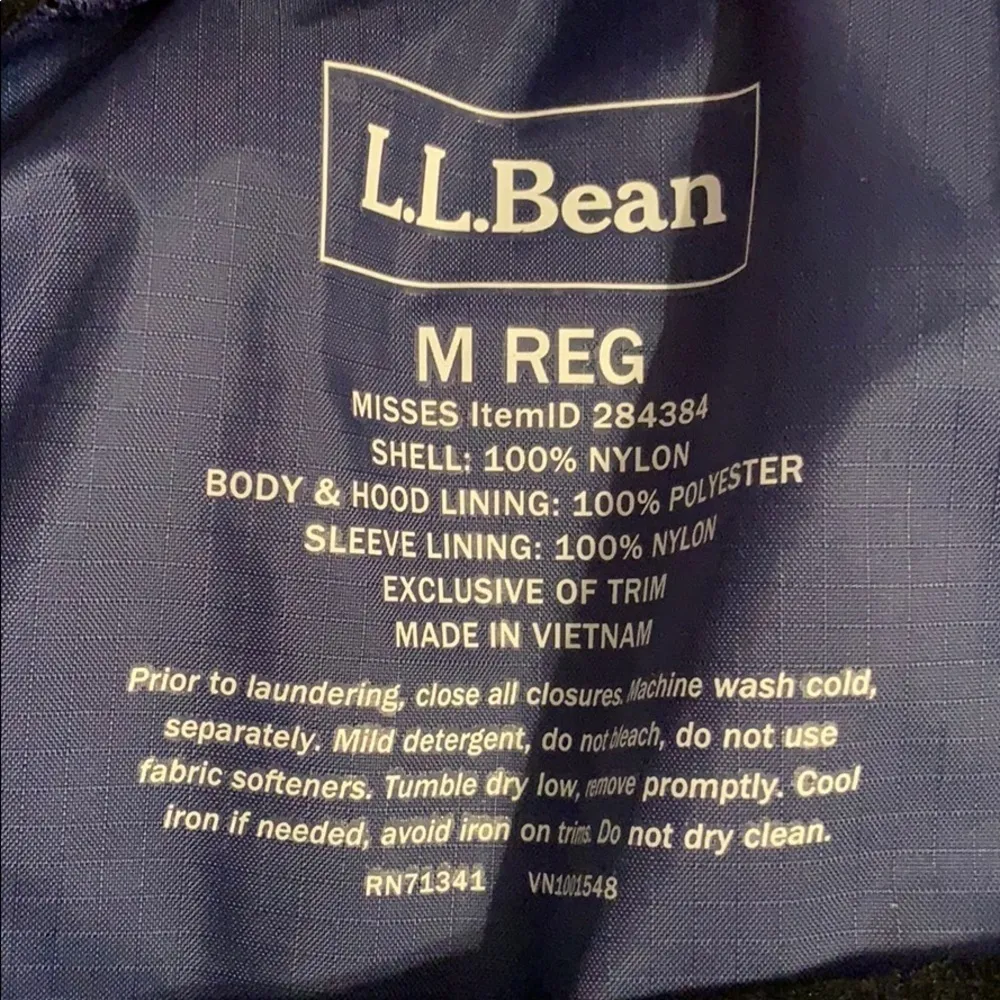 L.L.Bean
M REG
MISSES ItemID 284384
SHELL: 100% NYLON
BODY & HOOD LINING: 100% POLYESTER
SLEEVE LINING: 100% NYLON
EXCLUSIVE OF TRIM
MADE IN VIETNAM
Prior to laundering, close all closures. Machine wash cold,
separately. Mild detergent, do not bleach, do not use
fabric softeners. Tumble dry low, remove promptly. Cool
iron if needed, avoid iron on trims. Do not dry clean.
RN71341 VN1001548